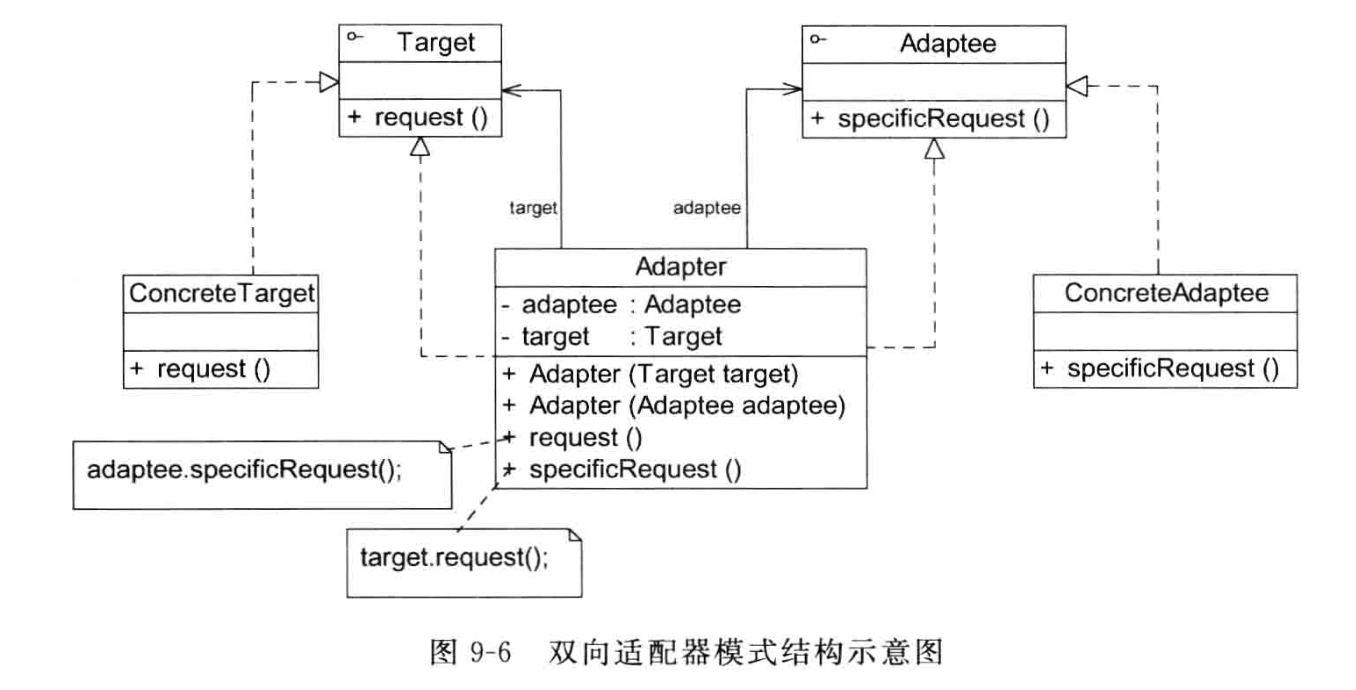 Target
+ request ()
Adaptee
+ specificRequest ()
target
adaptee
ConcreteTarget
+ request ()
Adapter
- adaptee : Adaptee
- target : Target
+ Adapter (Target target)
+ Adapter (Adaptee adaptee)
+ request ()
+ specificRequest ()
ConcreteAdaptee
+ specificRequest ()
adaptee.specificRequest();
target.request();
图 9-6 双向适配器模式结构示意图